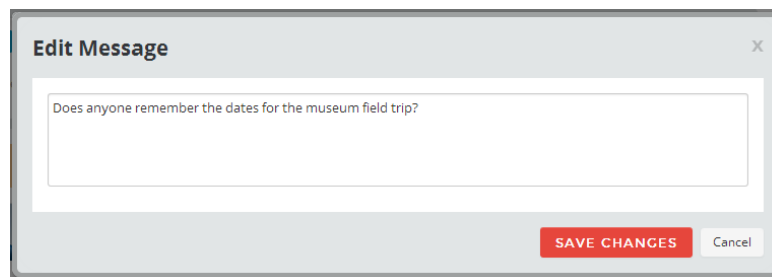 Edit Message
X
Does anyone remember the dates for the museum field trip?
SAVE CHANGES Cancel